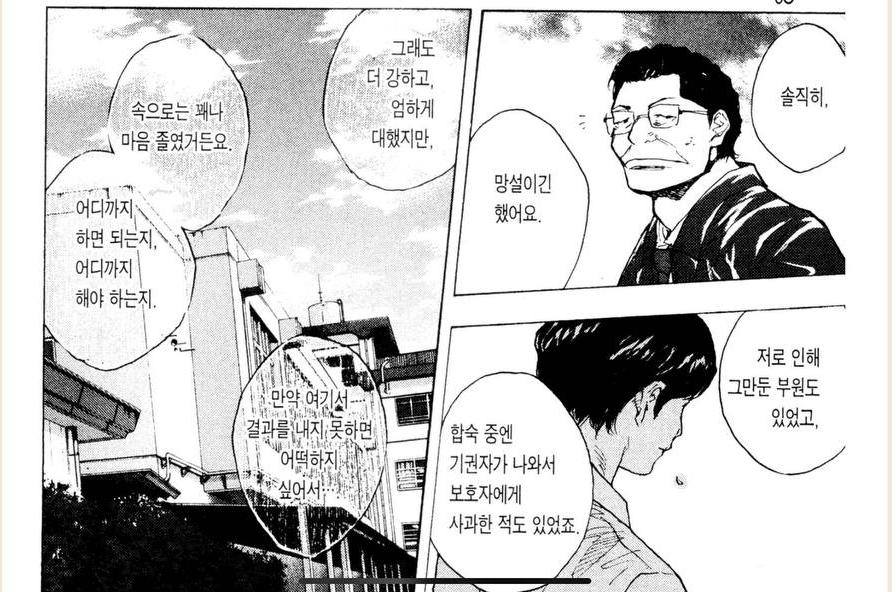 솔직히,
망설이긴
했어요.
저로 인해
그만둔 부원도
있었고,
합숙 중엔
기권자가 나와서
보호자에게
사과한 적도 있었죠.
그래도
더 강하고,
엄하게
대했지만,
속으로는 꽤나
마음 졸였거든요.
어디까지
하면 되는지,
어디까지
해야 하는지.
만약 여기서
결과를 내지 못하면
어떡하지
싶어서…